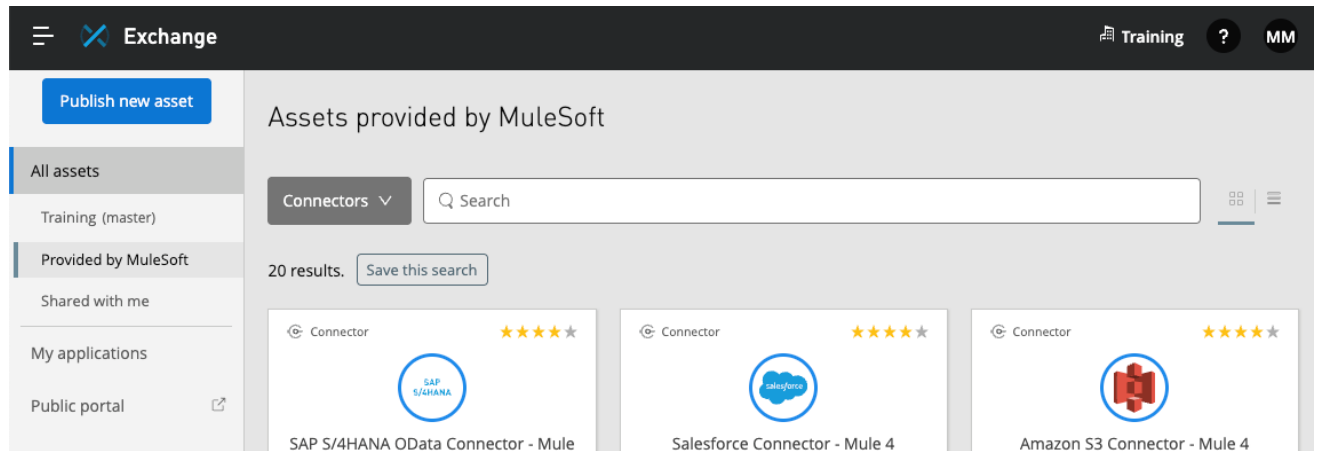 Exchange
Training
?
MM
Publish new asset
Assets provided by MuleSoft
All assets
Training (master)
Provided by MuleSoft
Shared with me
My applications
Public portal
Connectors
Search
20 results.
Save this search
Connector
SAP
S/4HANA
SAP S/4HANA OData Connector - Mule
Connector
salesforce
Salesforce Connector - Mule 4
Connector
Amazon S3 Connector - Mule 4